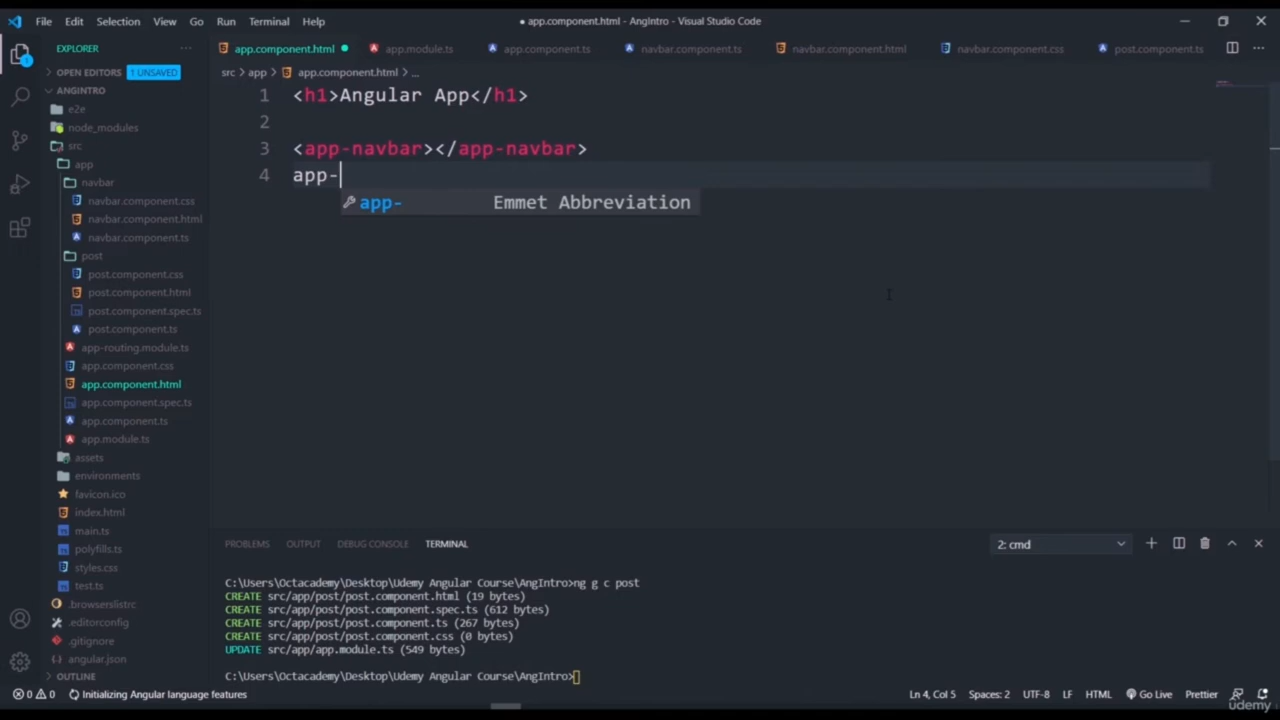 File Edit Selection View Go Run Terminal Help
● app.component.html - AngIntro - Visual Studio Code
EXPLORER
app.component.html app.module.ts app.component.ts navbar.component.ts navbar.component.html navbar.component.css post.component.ts
OPEN EDITORS 1 UNSAVED
src > app > app.component.html > ...
ANGINTRO
e2e
node_modules
src
app
navbar
navbar.component.css
navbar.component.html
navbar.component.ts
post
post.component.css
post.component.html
post.component.spec.ts
post.component.ts
app-routing.module.ts
app.component.css
app.component.html
app.component.spec.ts
app.component.ts
app.module.ts
assets
environments
favicon.ico
index.html
main.ts
polyfills.ts
styles.css
test.ts
.browserslistrc
.editorconfig
.gitignore
angular.json
OUTLINE
1 <h1>Angular App</h1>
2
3 <app-navbar></app-navbar>
4 app-
app- Emmet Abbreviation
PROBLEMS OUTPUT DEBUG CONSOLE TERMINAL
2: cmd
C:\Users\Octacademy\Desktop\Udemy Angular Course\AngIntro>ng g c post
CREATE src/app/post/post.component.html (19 bytes)
CREATE src/app/post/post.component.spec.ts (612 bytes)
CREATE src/app/post/post.component.ts (267 bytes)
CREATE src/app/post/post.component.css (0 bytes)
UPDATE src/app/app.module.ts (549 bytes)
C:\Users\Octacademy\Desktop\Udemy Angular Course\AngIntro>
0 0 Initializing Angular language features
Ln 4, Col 5 Spaces: 2 UTF-8 LF HTML Go Live Prettier
udemy